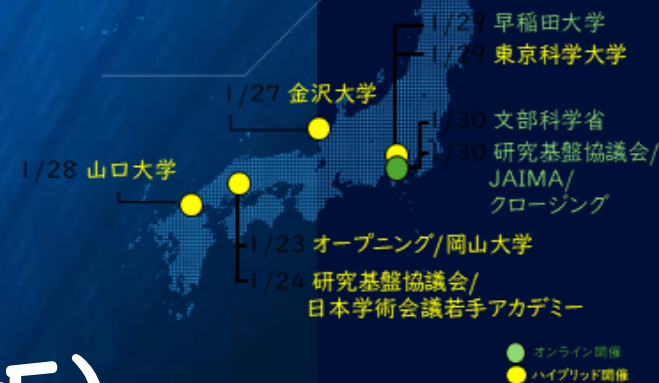 1/29 早稲田大学
1/29 東京科学大学
1/27 金沢大学
1/30 文部科学省
1/30 研究基盤協議会/
JAIMA/
クロージング
1/28 山口大学
1/23 オープニング/岡山大学
1/24 研究基盤協議会/
日本学術会議若手アカデミー
オンライン開催
ハイブリッド開催